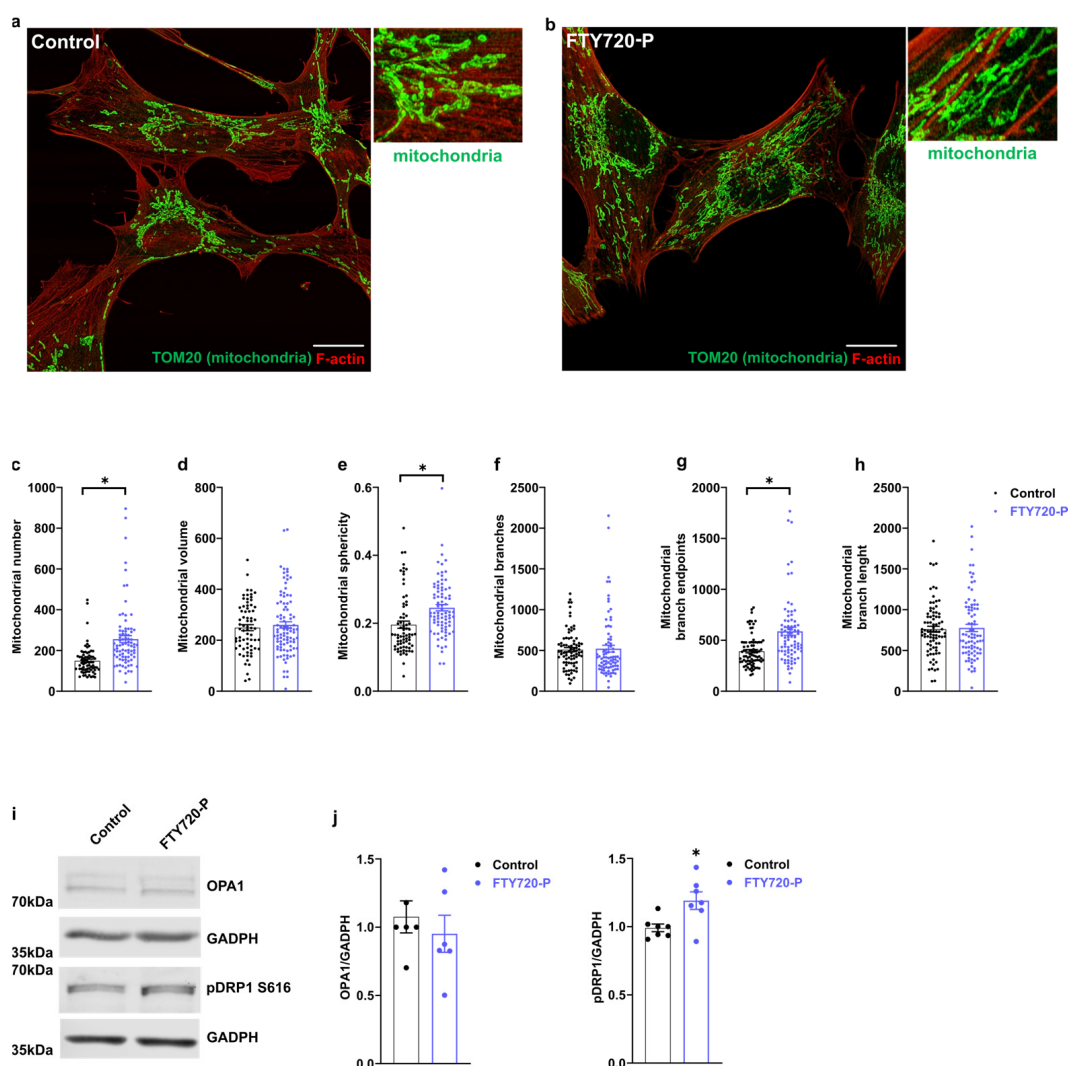 a
Control
mitochondria
TOM20 (mitochondria) F-actin
b
FTY720-P
mitochondria
TOM20 (mitochondria) F-actin
c
Mitochondrial number
1000
800
600
400
200
0
*
d
Mitochondrial volume
800
600
400
200
0
e
Mitochondrial sphericity
0.6
0.4
0.2
0.0
*
f
Mitochondrial branches
2500
2000
1500
1000
500
0
g
Mitochondrial
branch endpoints
2000
1500
1000
500
0
*
h
Mitochondrial
branch lenght
2500
2000
1500
1000
500
0
Control
FTY720-P
i
Control
FTY720-P
OPA1
70kDa
GADPH
35kDa
70kDa
pDRP1 S616
GADPH
35kDa
j
OPA1/GADPH
1.5
1.0
0.5
0.0
Control
FTY720-P
pDRP1/GADPH
1.5
1.0
0.5
0.0
*
Control
FTY720-P